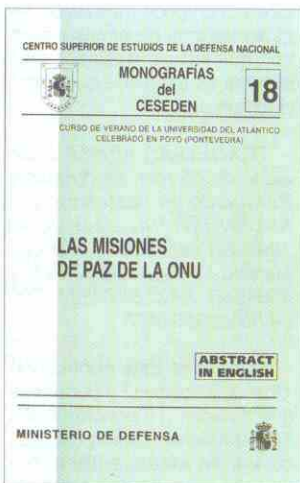 CENTRO SUPERIOR DE ESTUDIOS DE LA DEFENSA NACIONAL
MONOGRAFÍAS
del
CESEDEN
18
CURSO DE VERANO DE LA UNIVERSIDAD DEL ATLÁNTICO
CELEBRADO EN POYO (PONTEVEDRA)
LAS MISIONES
DE PAZ DE LA ONU
ABSTRACT
IN ENGLISH
MINISTERIO DE DEFENSA